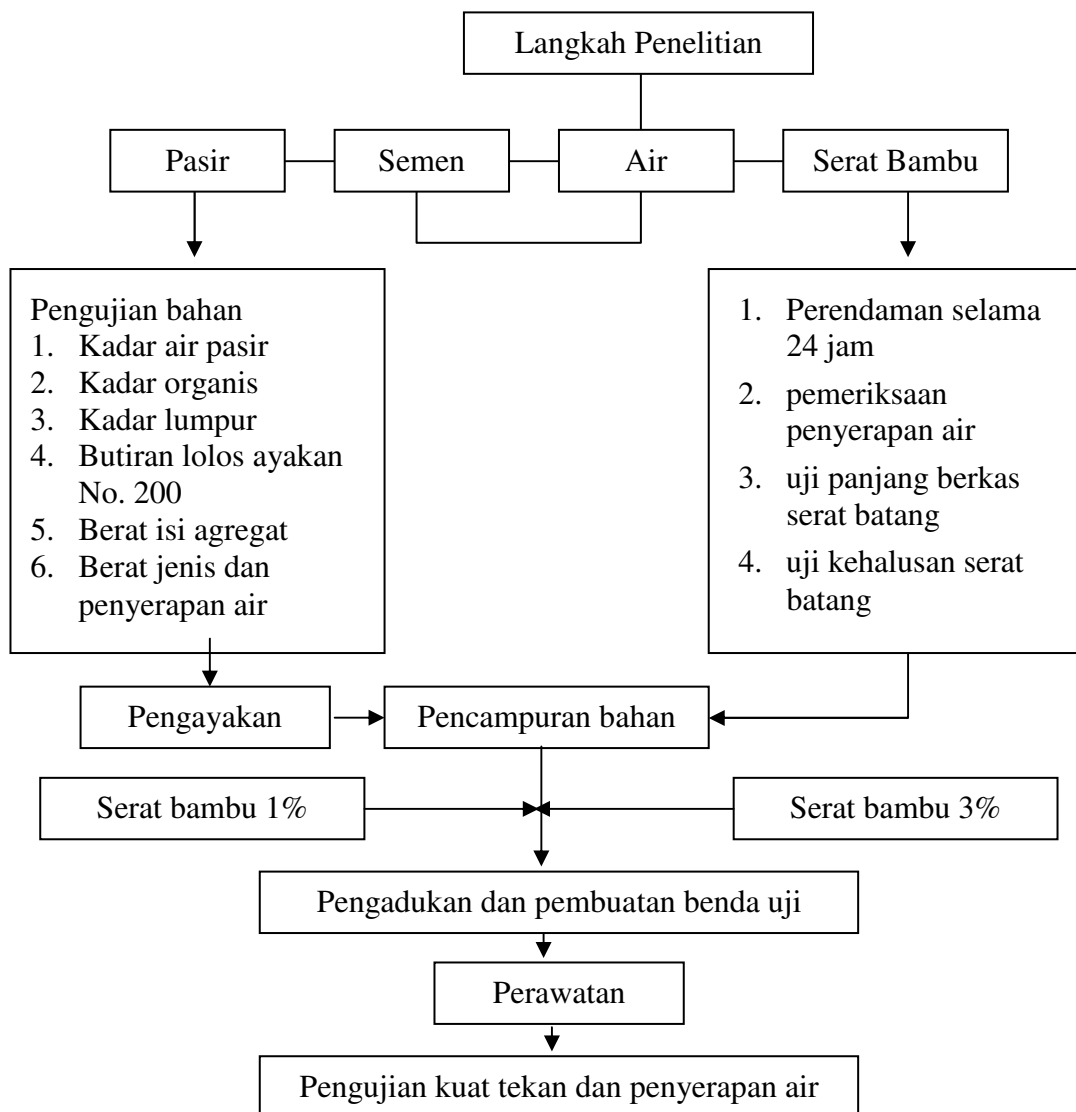 Langkah Penelitian
Pasir
Semen
Air
Serat Bambu
Pengujian bahan
1. Kadar air pasir
2. Kadar organis
3. Kadar lumpur
4. Butiran lolos ayakan
No. 200
5. Berat isi agregat
6. Berat jenis dan
penyerapan air
1. Perendaman selama
24 jam
2. pemeriksaan
penyerapan air
3. uji panjang berkas
serat batang
4. uji kehalusan serat
batang
Pengayakan
Pencampuran bahan
Serat bambu 1%
Serat bambu 3%
Pengadukan dan pembuatan benda uji
Perawatan
Pengujian kuat tekan dan penyerapan air